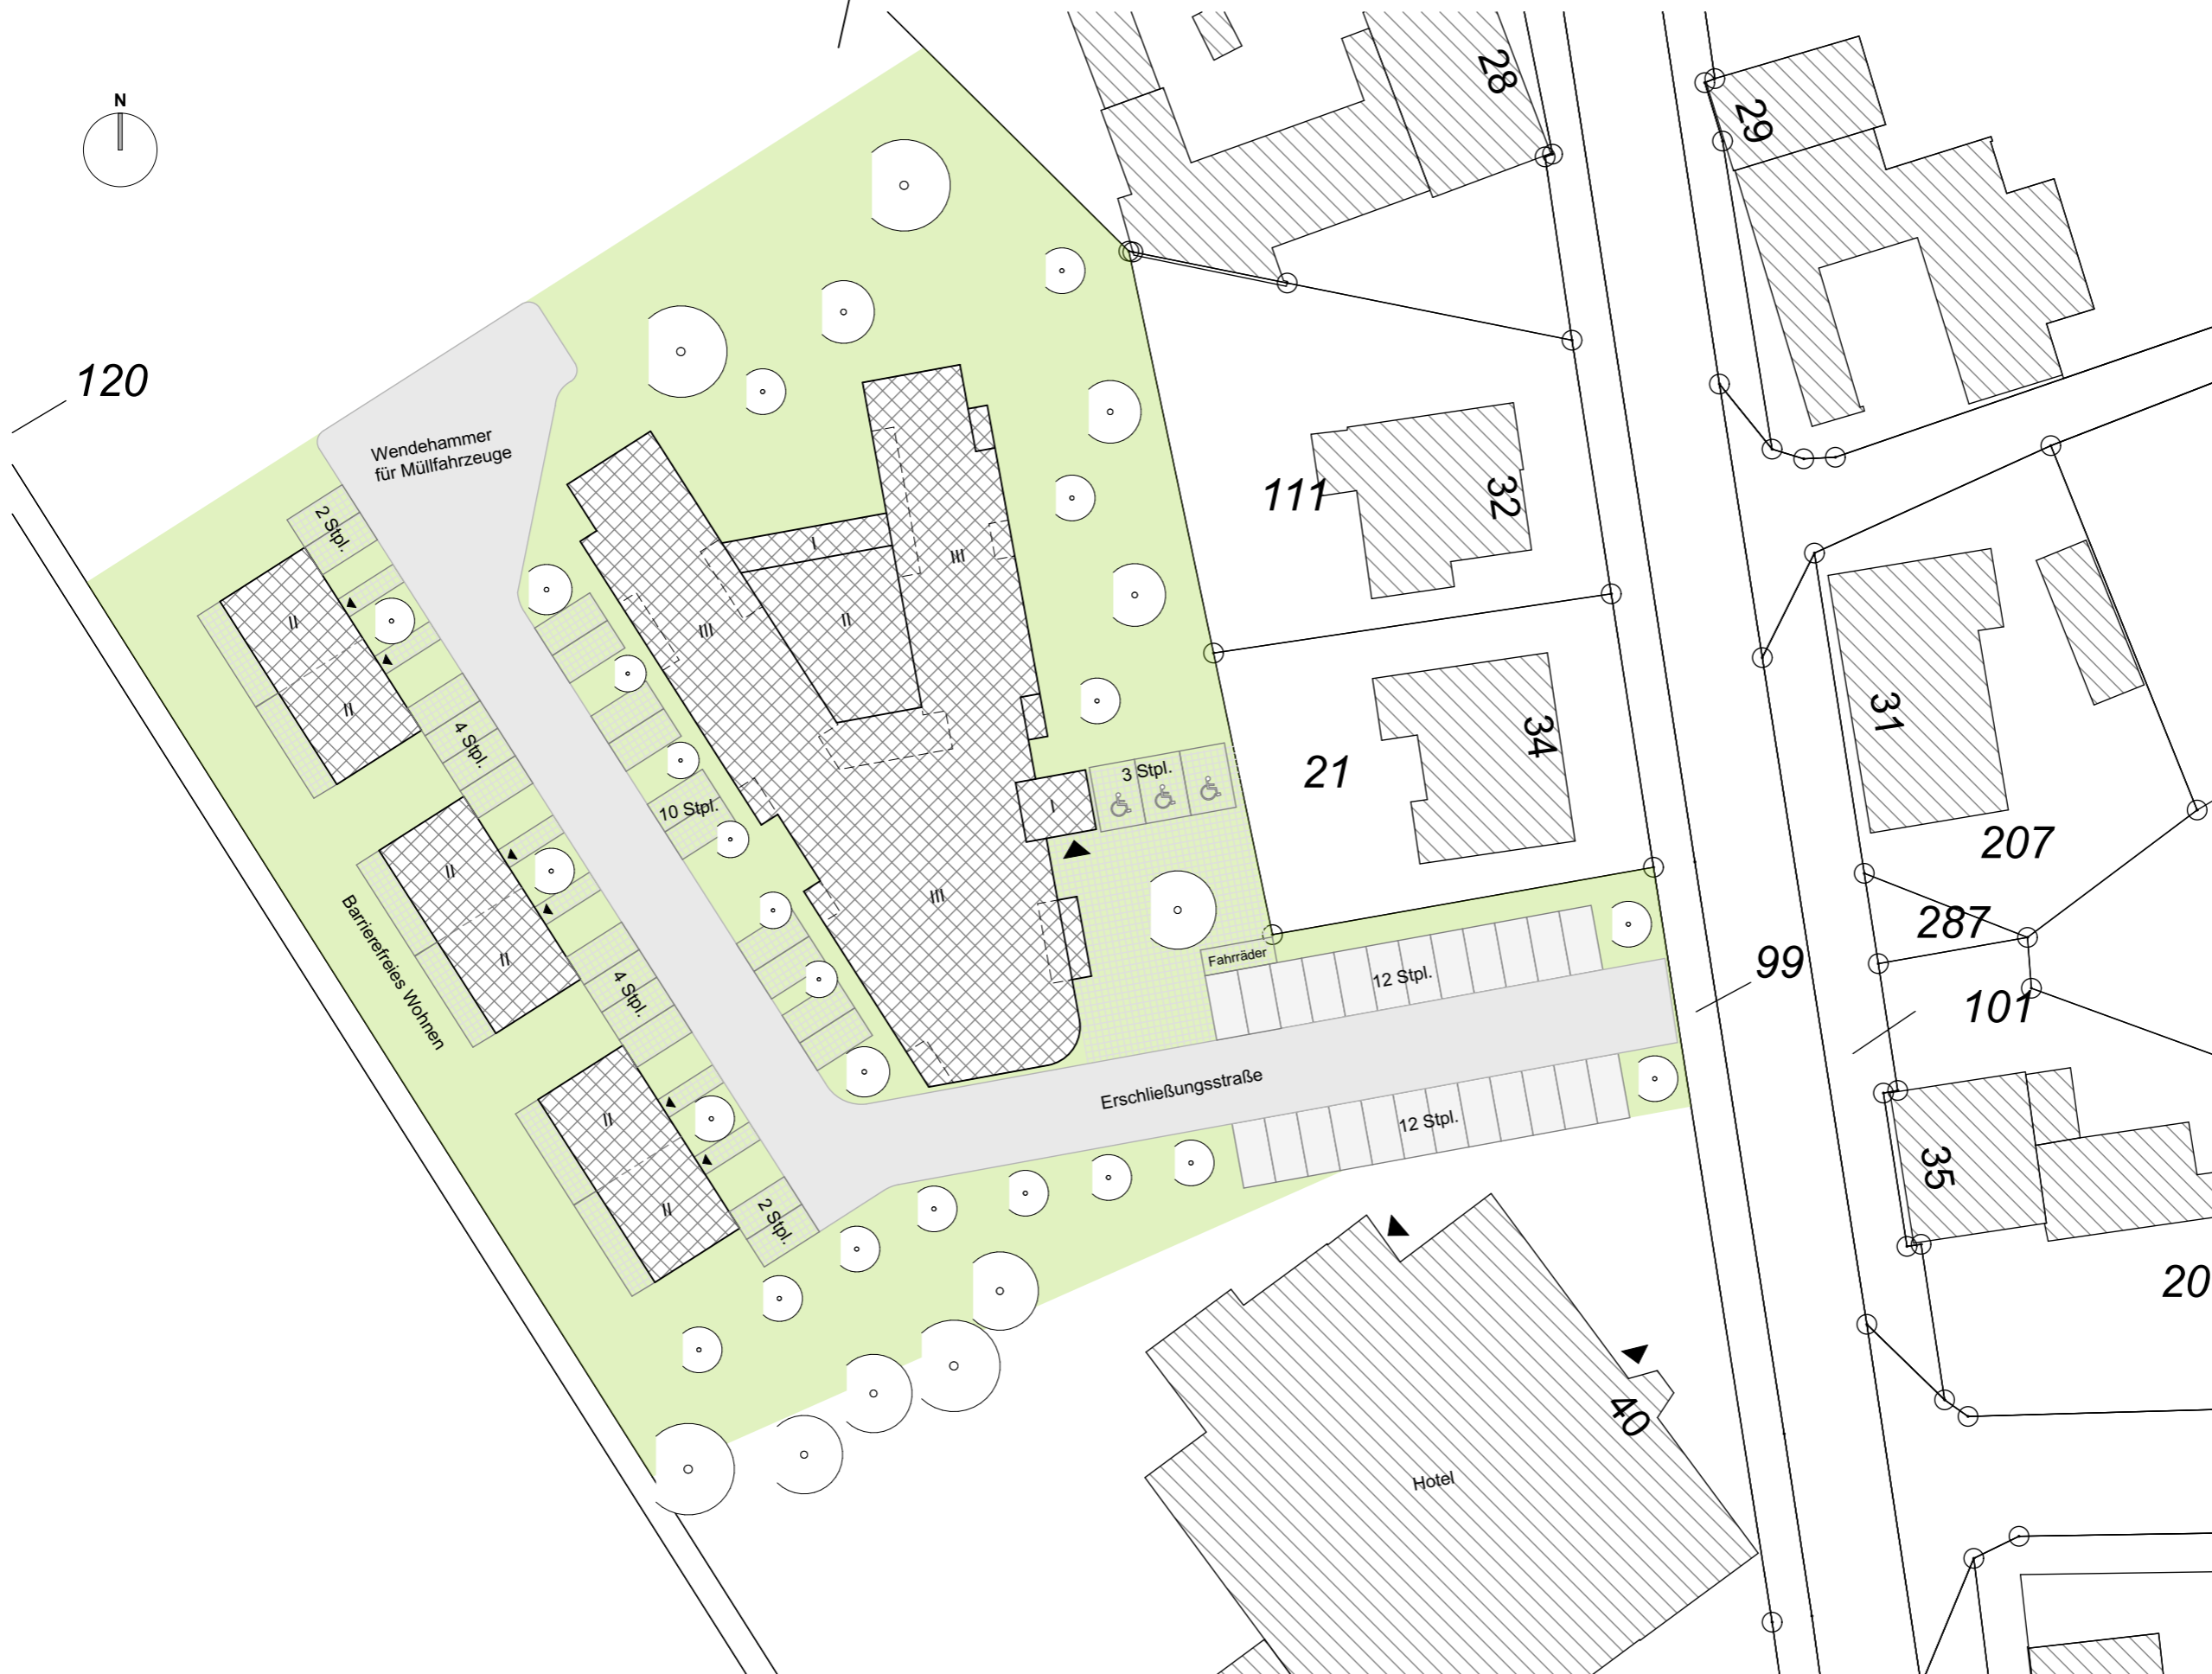 N
28
29
120
Wendehammer
für Müllfahrzeuge
111
32
2 Stpl.
I
III
II
III
II
II
31
4 Stpl.
34
21
3 Stpl.
I
10 Stpl.
207
II
III
287
Barrierefreies Wohnen
II
Fahrräder
12 Stpl.
99
4 Stpl.
101
Erschließungsstraße
II
12 Stpl.
35
II
2 Stpl.
20
40
Hotel